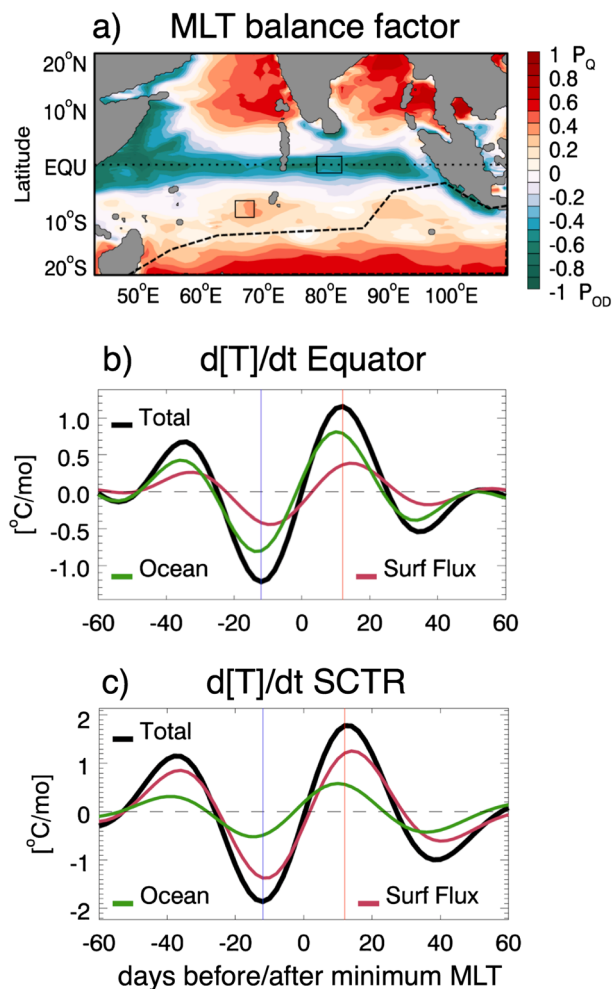 a) MLT balance factor
20°N
10°N
EQU
10°S
20°S
Latitude
50°E 60°E 70°E 80°E 90°E 100°E
1 P_Q
0.8
0.6
0.4
0.2
0
-0.2
-0.4
-0.6
-0.8
-1 P_OD
b) d[T]/dt Equator
Total
1.0
0.5
0.0
-0.5
-1.0
[°C/mo]
Ocean Surf Flux
-60 -40 -20 0 20 40 60
c) d[T]/dt SCTR
Total
2
1
0
-1
-2
[°C/mo]
Ocean Surf Flux
-60 -40 -20 0 20 40 60
days before/after minimum MLT